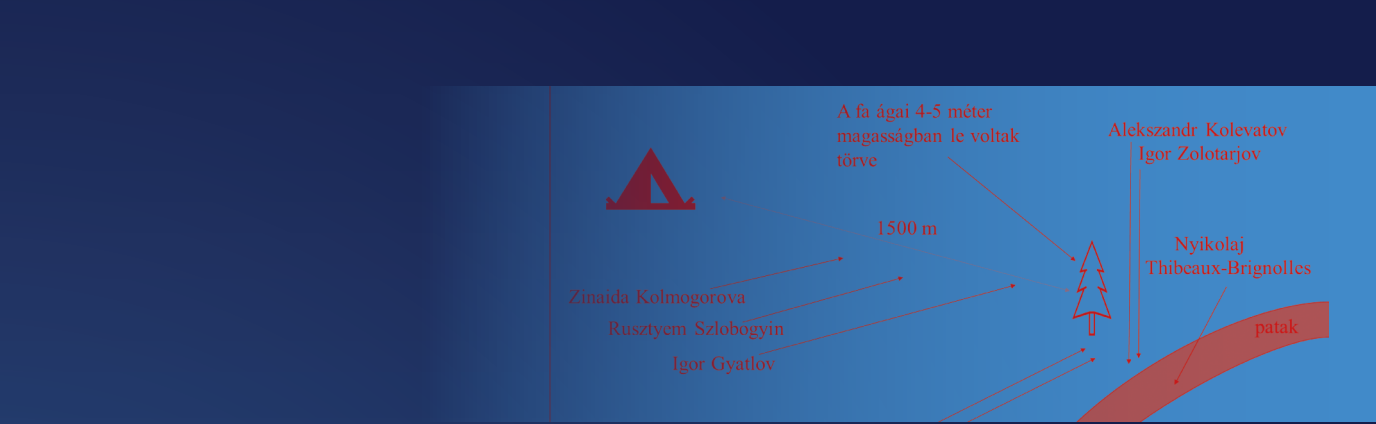 A fa ágai 4-5 méter
magasságban le voltak
törve
Alekszandr Kolevatov
Igor Zolotarjov
1500 m
Nyikolaj
Thibeaux-Brignolles
Zinaida Kolmogorova
Rusztyem Szlobogyin
Igor Gyatlov
patak